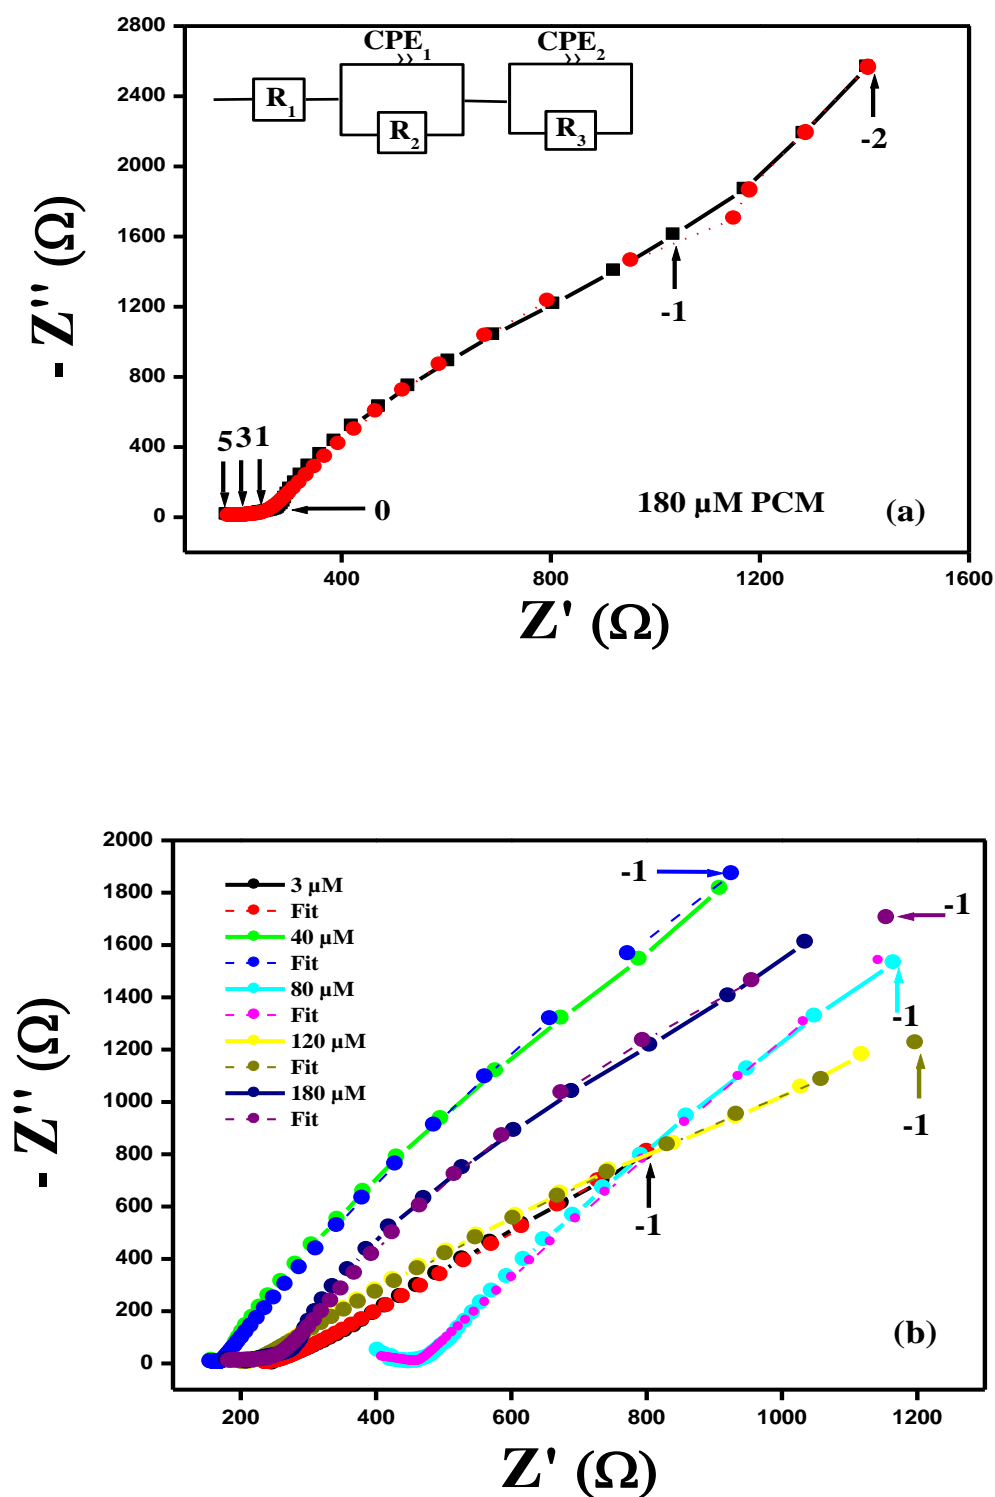 2800
2400
2000
1600
1200
800
400
0
- Z'' (Ω)
CPE1
CPE2
R1
R2
R3
-2
-1
5 3 1
0
180 µM PCM
(a)
400
800
1200
1600
Z' (Ω)
2000
1800
1600
1400
1200
1000
800
600
400
200
0
- Z'' (Ω)
3 µM
Fit
40 µM
Fit
80 µM
Fit
120 µM
Fit
180 µM
Fit
-1
-1
-1
-1
-1
(b)
200
400
600
800
1000
1200
Z' (Ω)